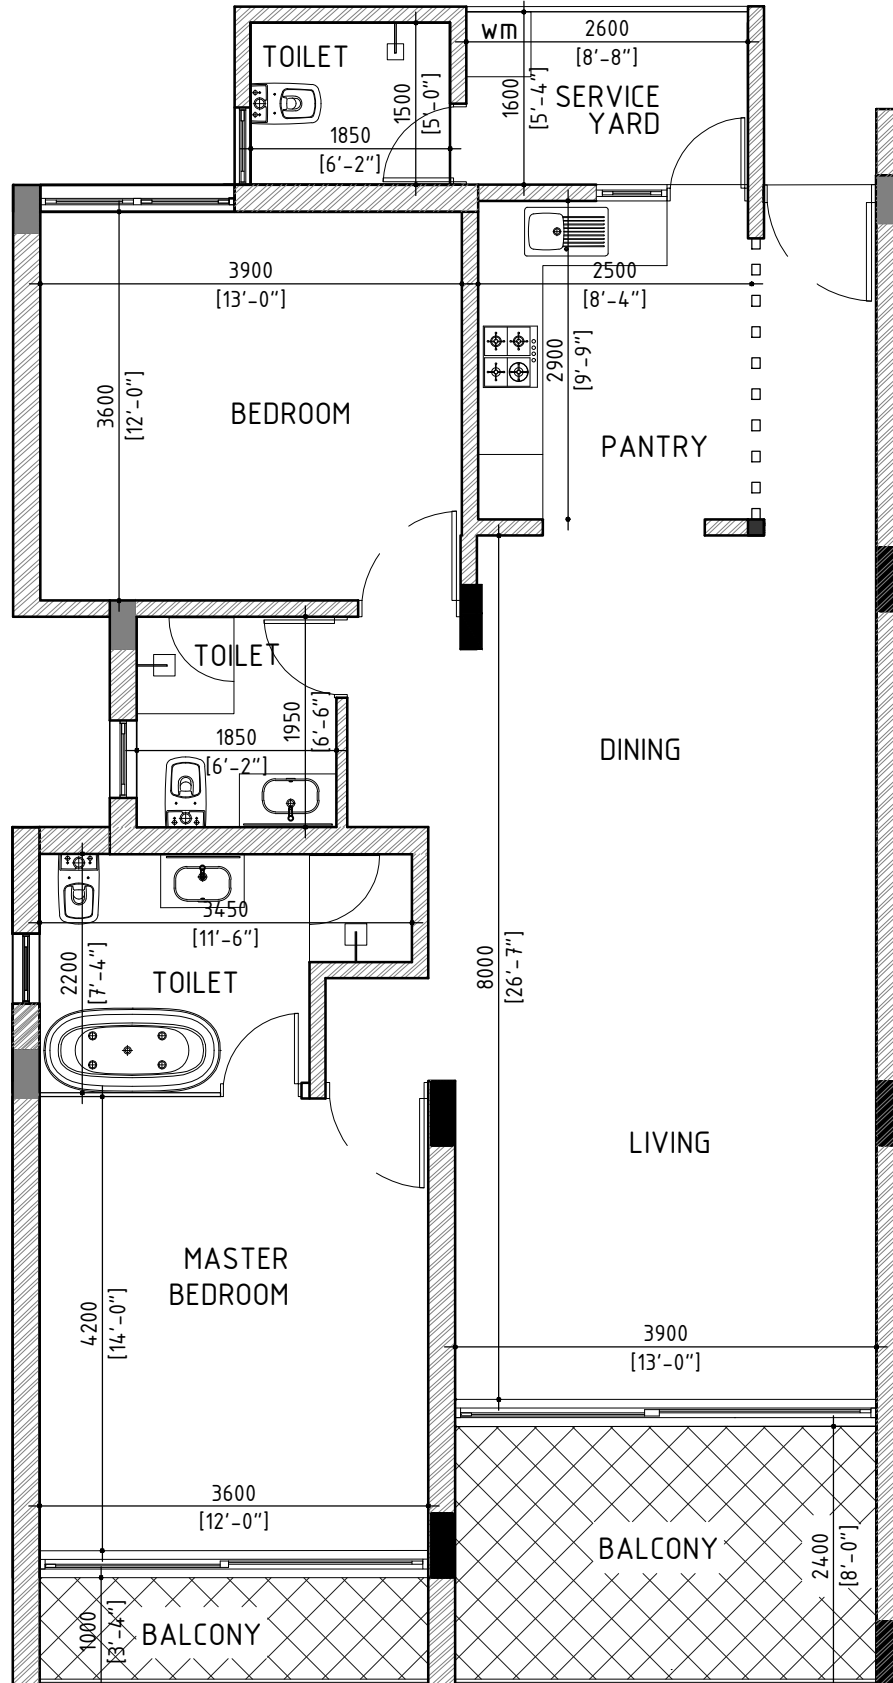 TOILET
wm
2600
[8'-8"]
1500
[5'-0"]
1600
[5'-4"]
SERVICE
YARD
1850
[6'-2"]
3900
[13'-0"]
2500
[8'-4"]
2900
[9'-9"]
3600
[12'-0"]
BEDROOM
PANTRY
TOILET
1950
[6'-6"]
1850
[6'-2"]
DINING
3450
[11'-6"]
2200
[7'-4"]
TOILET
8000
[26'-7"]
LIVING
MASTER
BEDROOM
4200
[14'-0"]
3900
[13'-0"]
3600
[12'-0"]
BALCONY
2400
[8'-0"]
1000
[3'-4"]
BALCONY